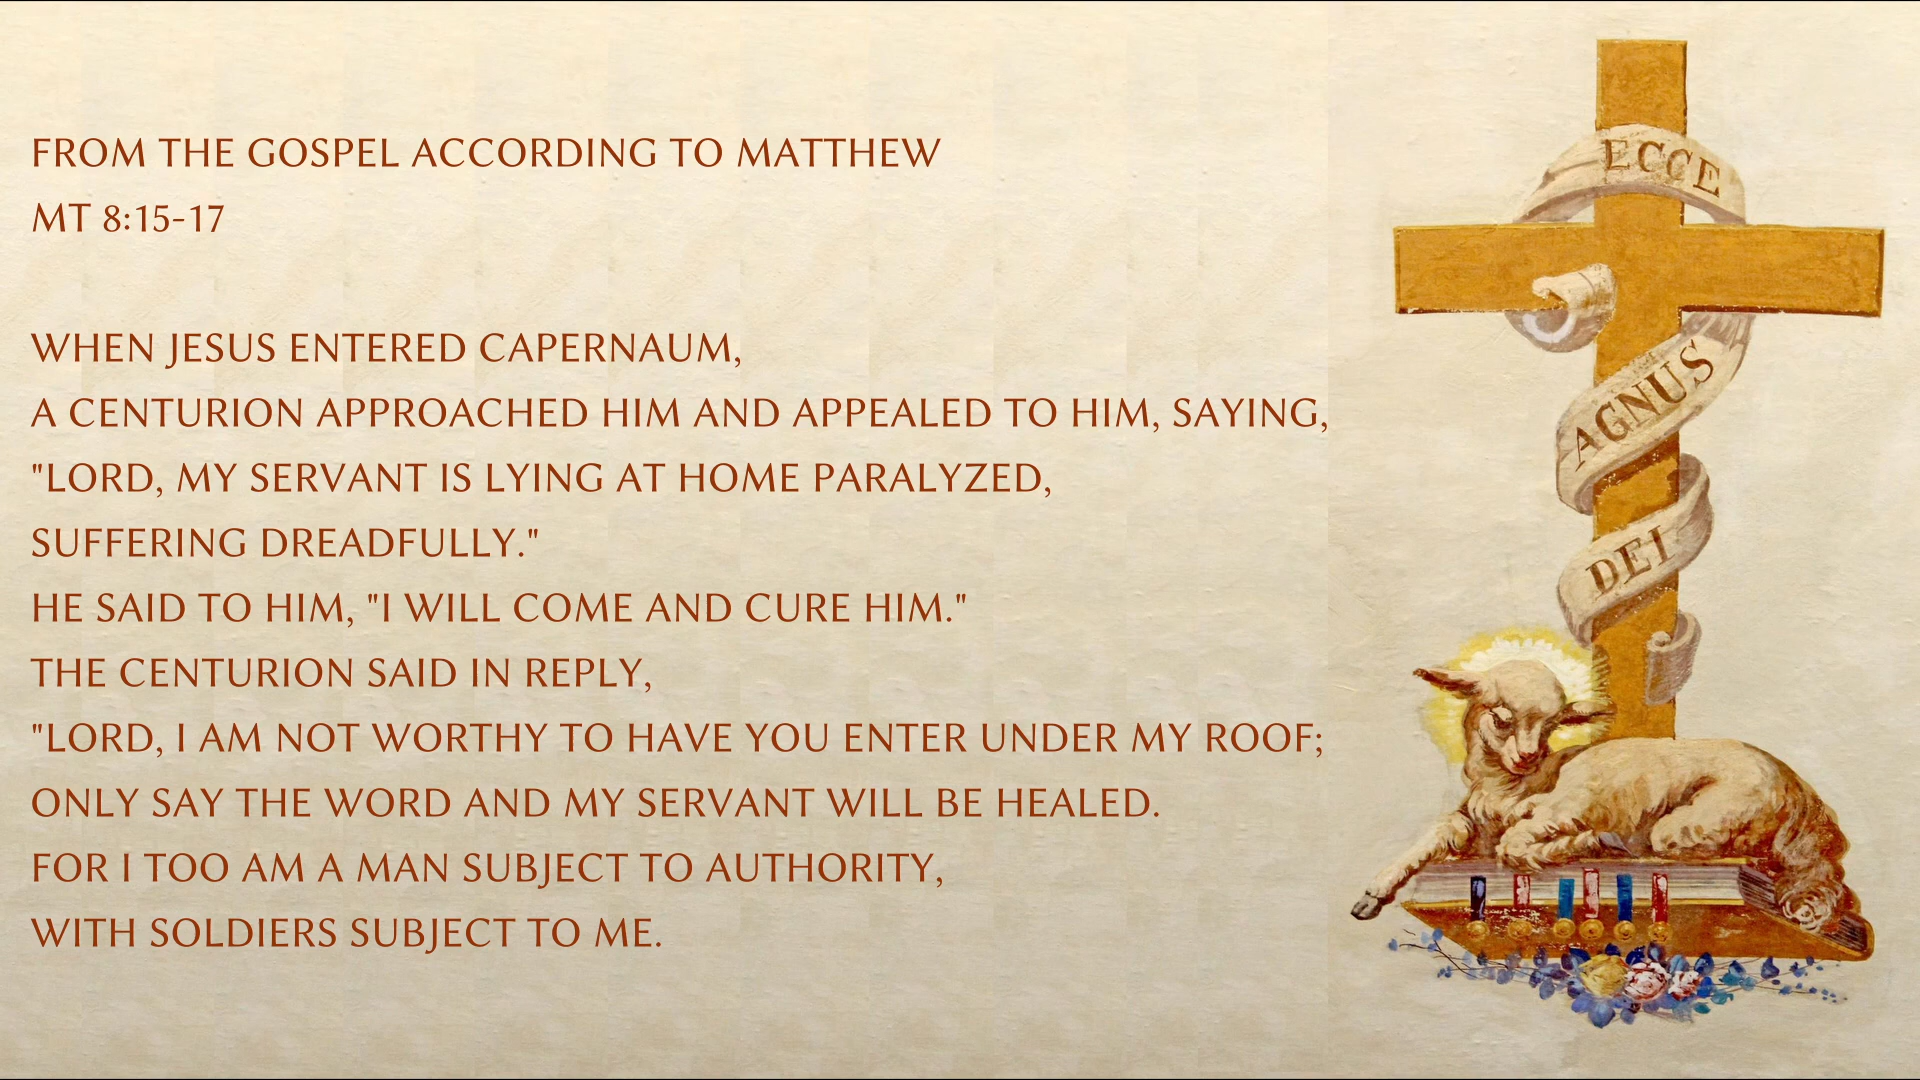 FROM THE GOSPEL ACCORDING TO MATTHEW
MT 8:15-17
WHEN JESUS ENTERED CAPERNAUM,
A CENTURION APPROACHED HIM AND APPEALED TO HIM, SAYING,
"LORD, MY SERVANT IS LYING AT HOME PARALYZED,
SUFFERING DREADFULLY."
HE SAID TO HIM, "I WILL COME AND CURE HIM."
THE CENTURION SAID IN REPLY,
"LORD, I AM NOT WORTHY TO HAVE YOU ENTER UNDER MY ROOF;
ONLY SAY THE WORD AND MY SERVANT WILL BE HEALED.
FOR I TOO AM A MAN SUBJECT TO AUTHORITY,
WITH SOLDIERS SUBJECT TO ME.
ECCE
AGNUS
DEI